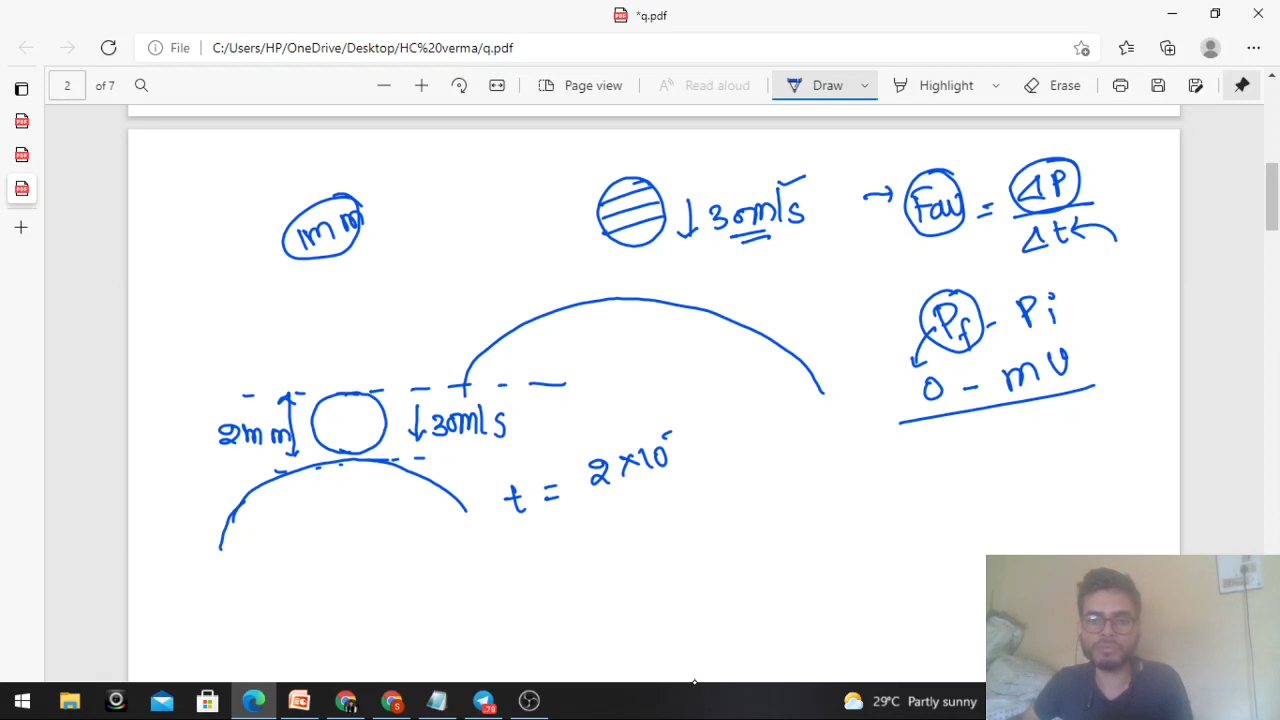 *q.pdf
File C:/Users/HP/OneDrive/Desktop/HC%20verma/q.pdf
2 of 7 Page view Read aloud Draw Highlight Erase
1m m
↓ 30m/s
→ Fav = ΔP / Δt
Pf - Pi
0 - mv
2mm
↓ 30m/s
t = 2 × 10
29°C Partly sunny